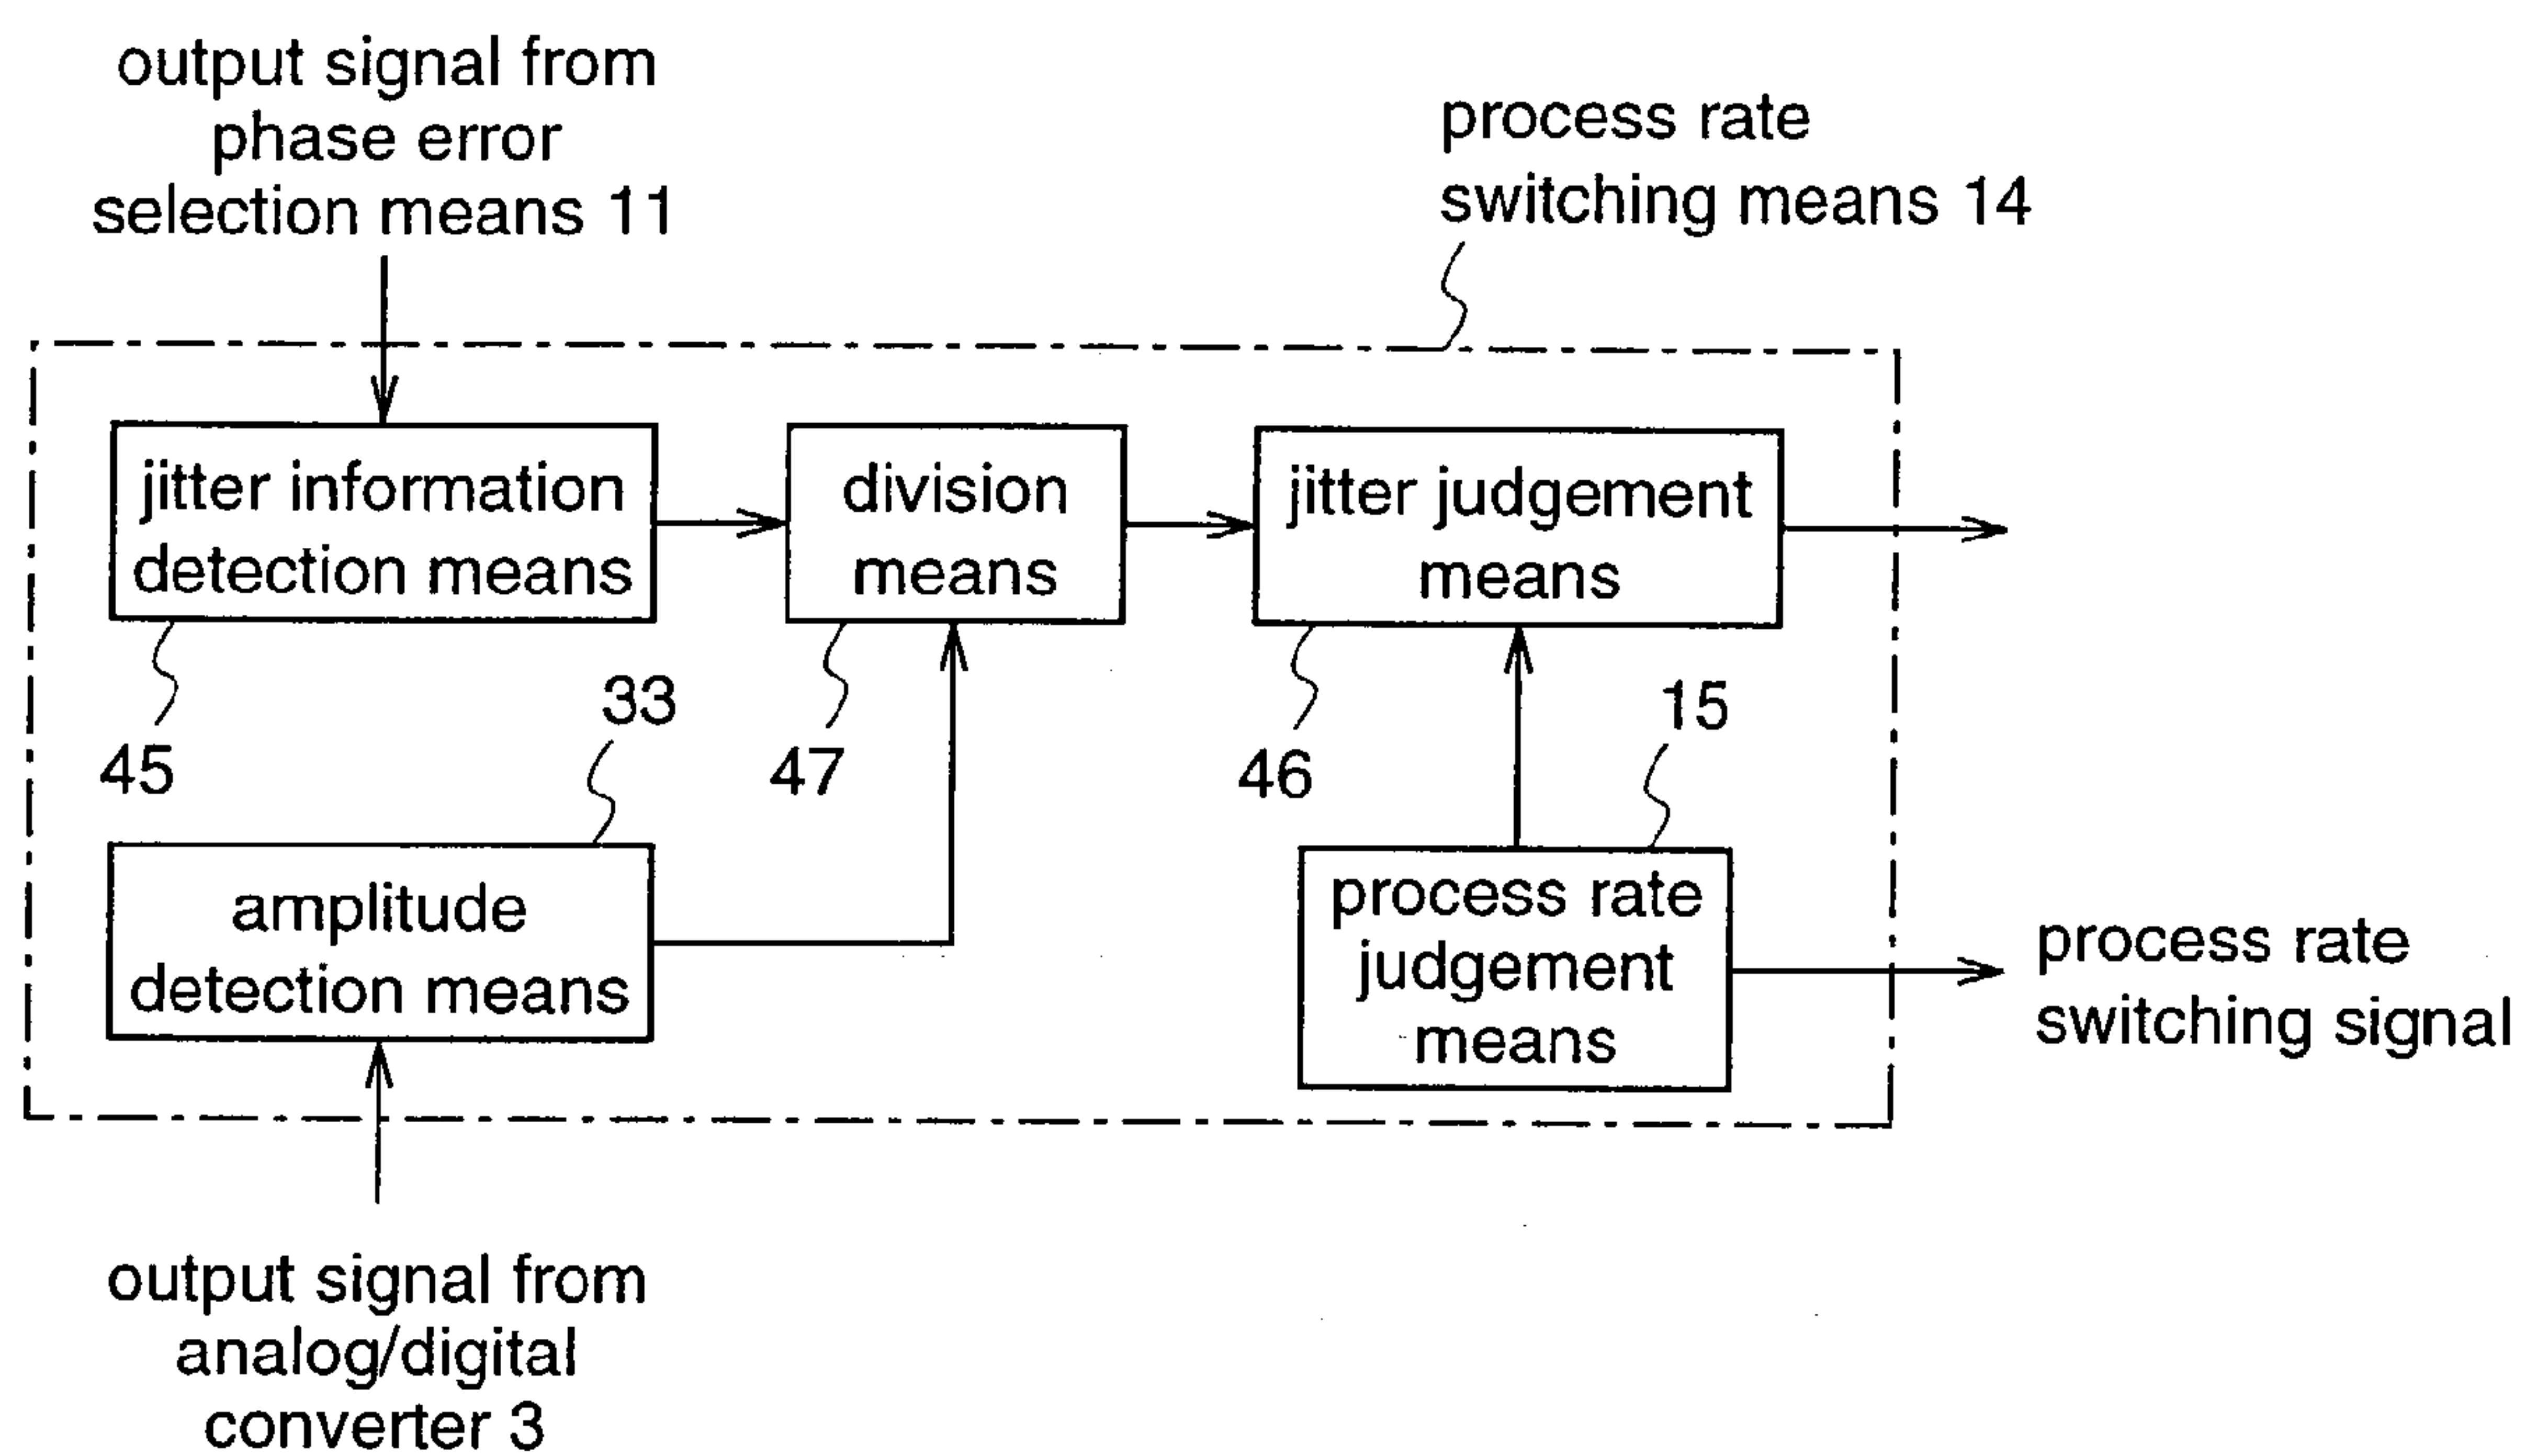 output signal from
phase error
selection means 11
process rate
switching means 14
jitter information
detection means
division
means
jitter judgement
means
45
33
47
46
15
amplitude
detection means
process rate
judgement
means
process rate
switching signal
output signal from
analog/digital
converter 3